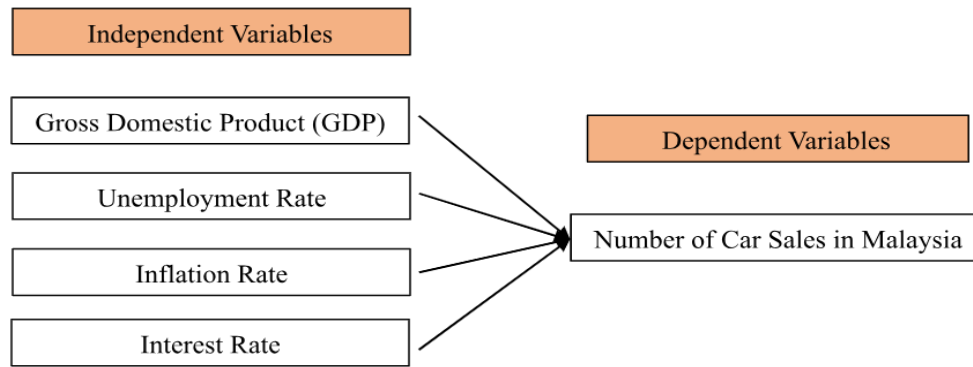 Independent Variables
Gross Domestic Product (GDP)
Unemployment Rate
Inflation Rate
Interest Rate
Dependent Variables
Number of Car Sales in Malaysia